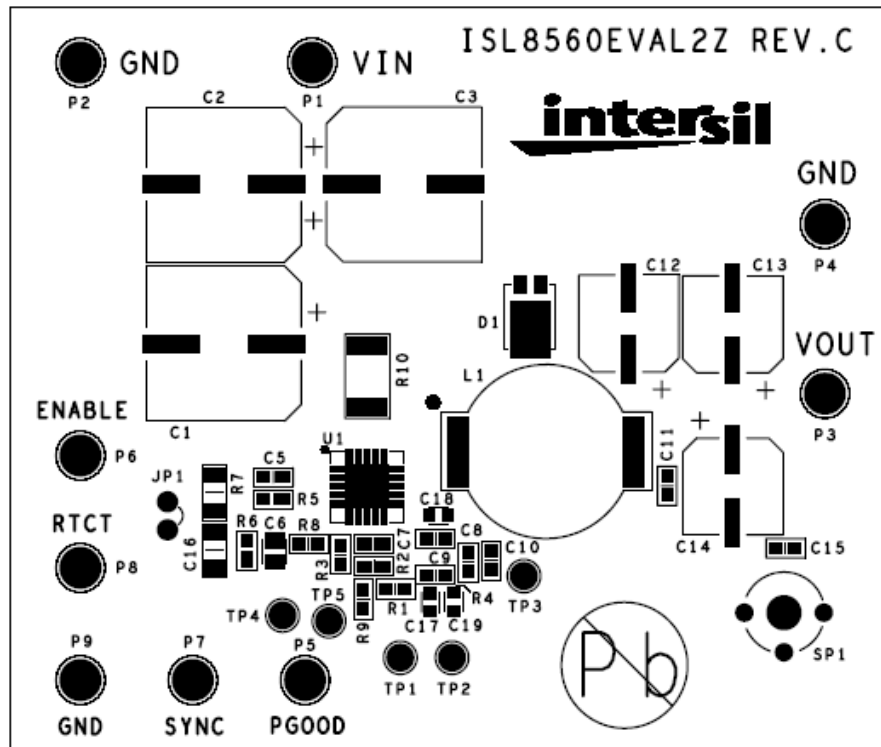 ISL8560EVAL2Z REV.C
GND
VIN
P2
P1
C2
C3
intersil
GND
P4
C12
C13
D1
VOUT
R10
L1
P3
ENABLE
C1
P6
U1
C11
JP1
R7
C5
R5
C18
RTCT
C16
R6
C6
R8
C7
C8
C10
C14
C15
P8
R3
R2
C9
TP4
TP5
R9
R1
R4
TP3
C17
C19
P9
P7
P5
TP1
TP2
Pb
SP1
GND
SYNC
PGOOD